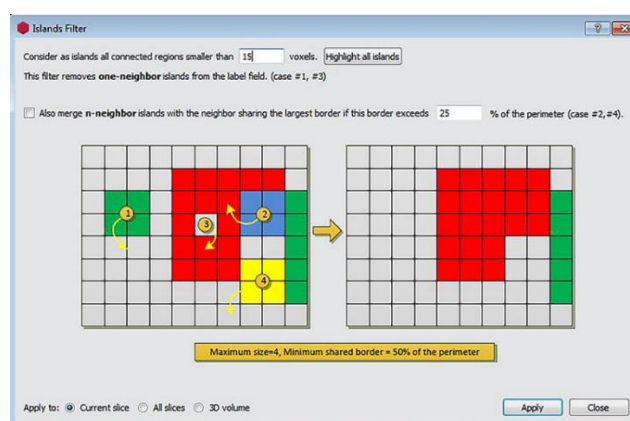 Islands Filter
Consider as islands all connected regions smaller than 15 voxels. Highlight all islands
This filter removes one-neighbor islands from the label field. (case #1, #3)
Also merge n-neighbor islands with the neighbor sharing the largest border if this border exceeds 25 % of the perimeter (case #2,#4).
1
2
3
4
Maximum size=4, Minimum shared border = 50% of the perimeter
Apply to: Current slice All slices 3D volume Apply Close